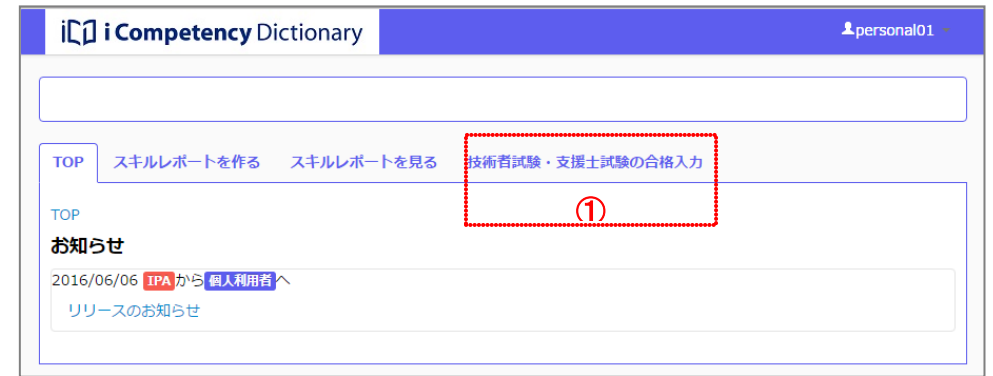 i Competency Dictionary
personal01
TOP スキルレポートを作る スキルレポートを見る 技術者試験・支援士試験の合格入力
①
TOP
お知らせ
2016/06/06 IPAから個人利用者へ
リリースのお知らせ